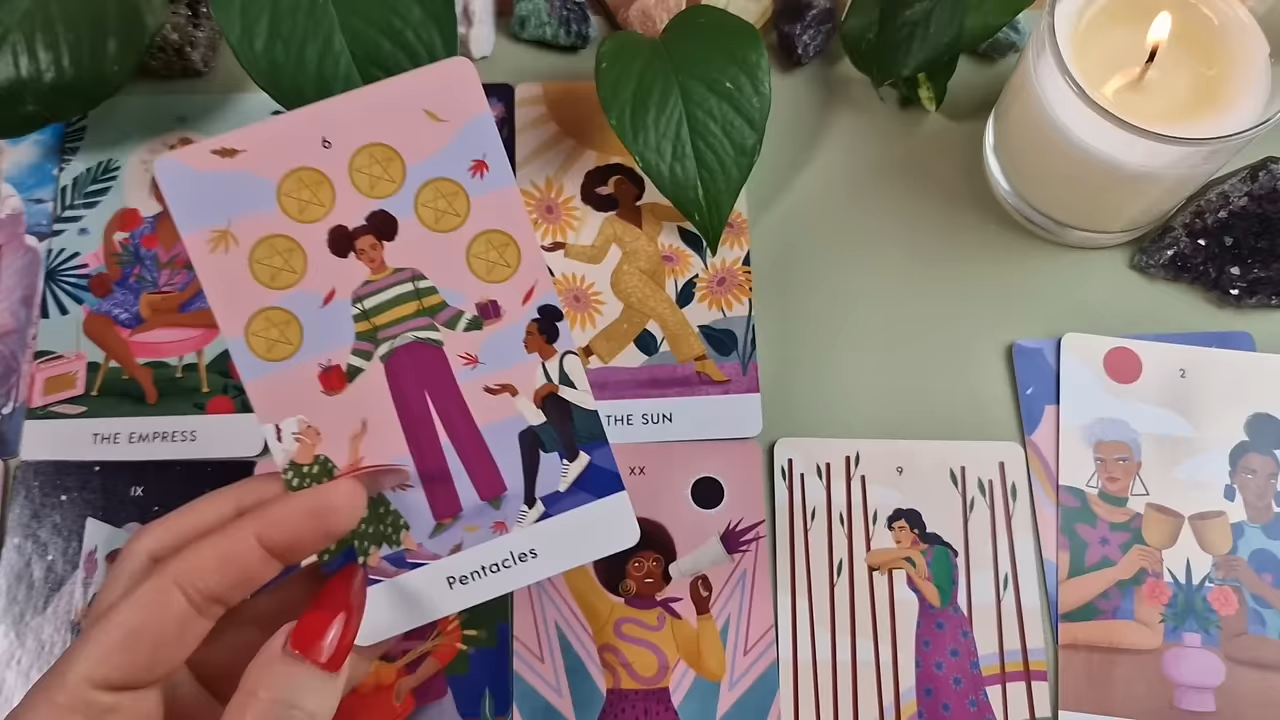 6
Pentacles
THE EMPRESS
THE SUN
IX
XX
9
2